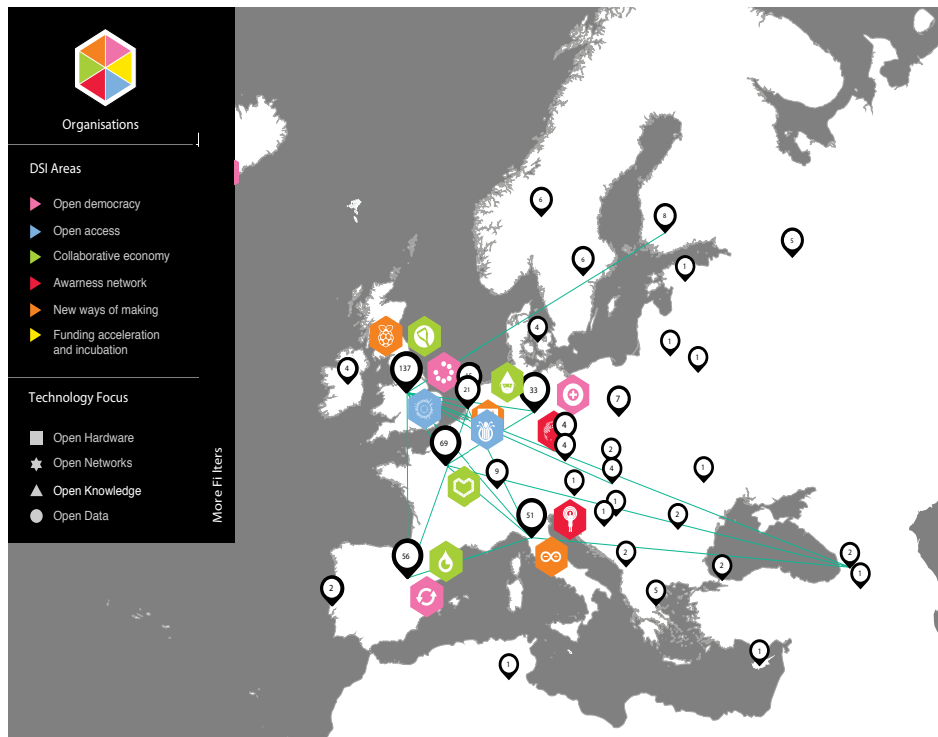 Organisations
DSI Areas
Open democracy
Open access
Collaborative economy
Awarness network
New ways of making
Funding acceleration
and incubation
Technology Focus
Open Hardware
Open Networks
Open Knowledge
Open Data
More Filters
6
8
5
6
1
4
1
1
4
137
21
33
7
4
4
69
2
4
1
9
1
1
1
51
2
56
2
2
2
1
2
5
1
1